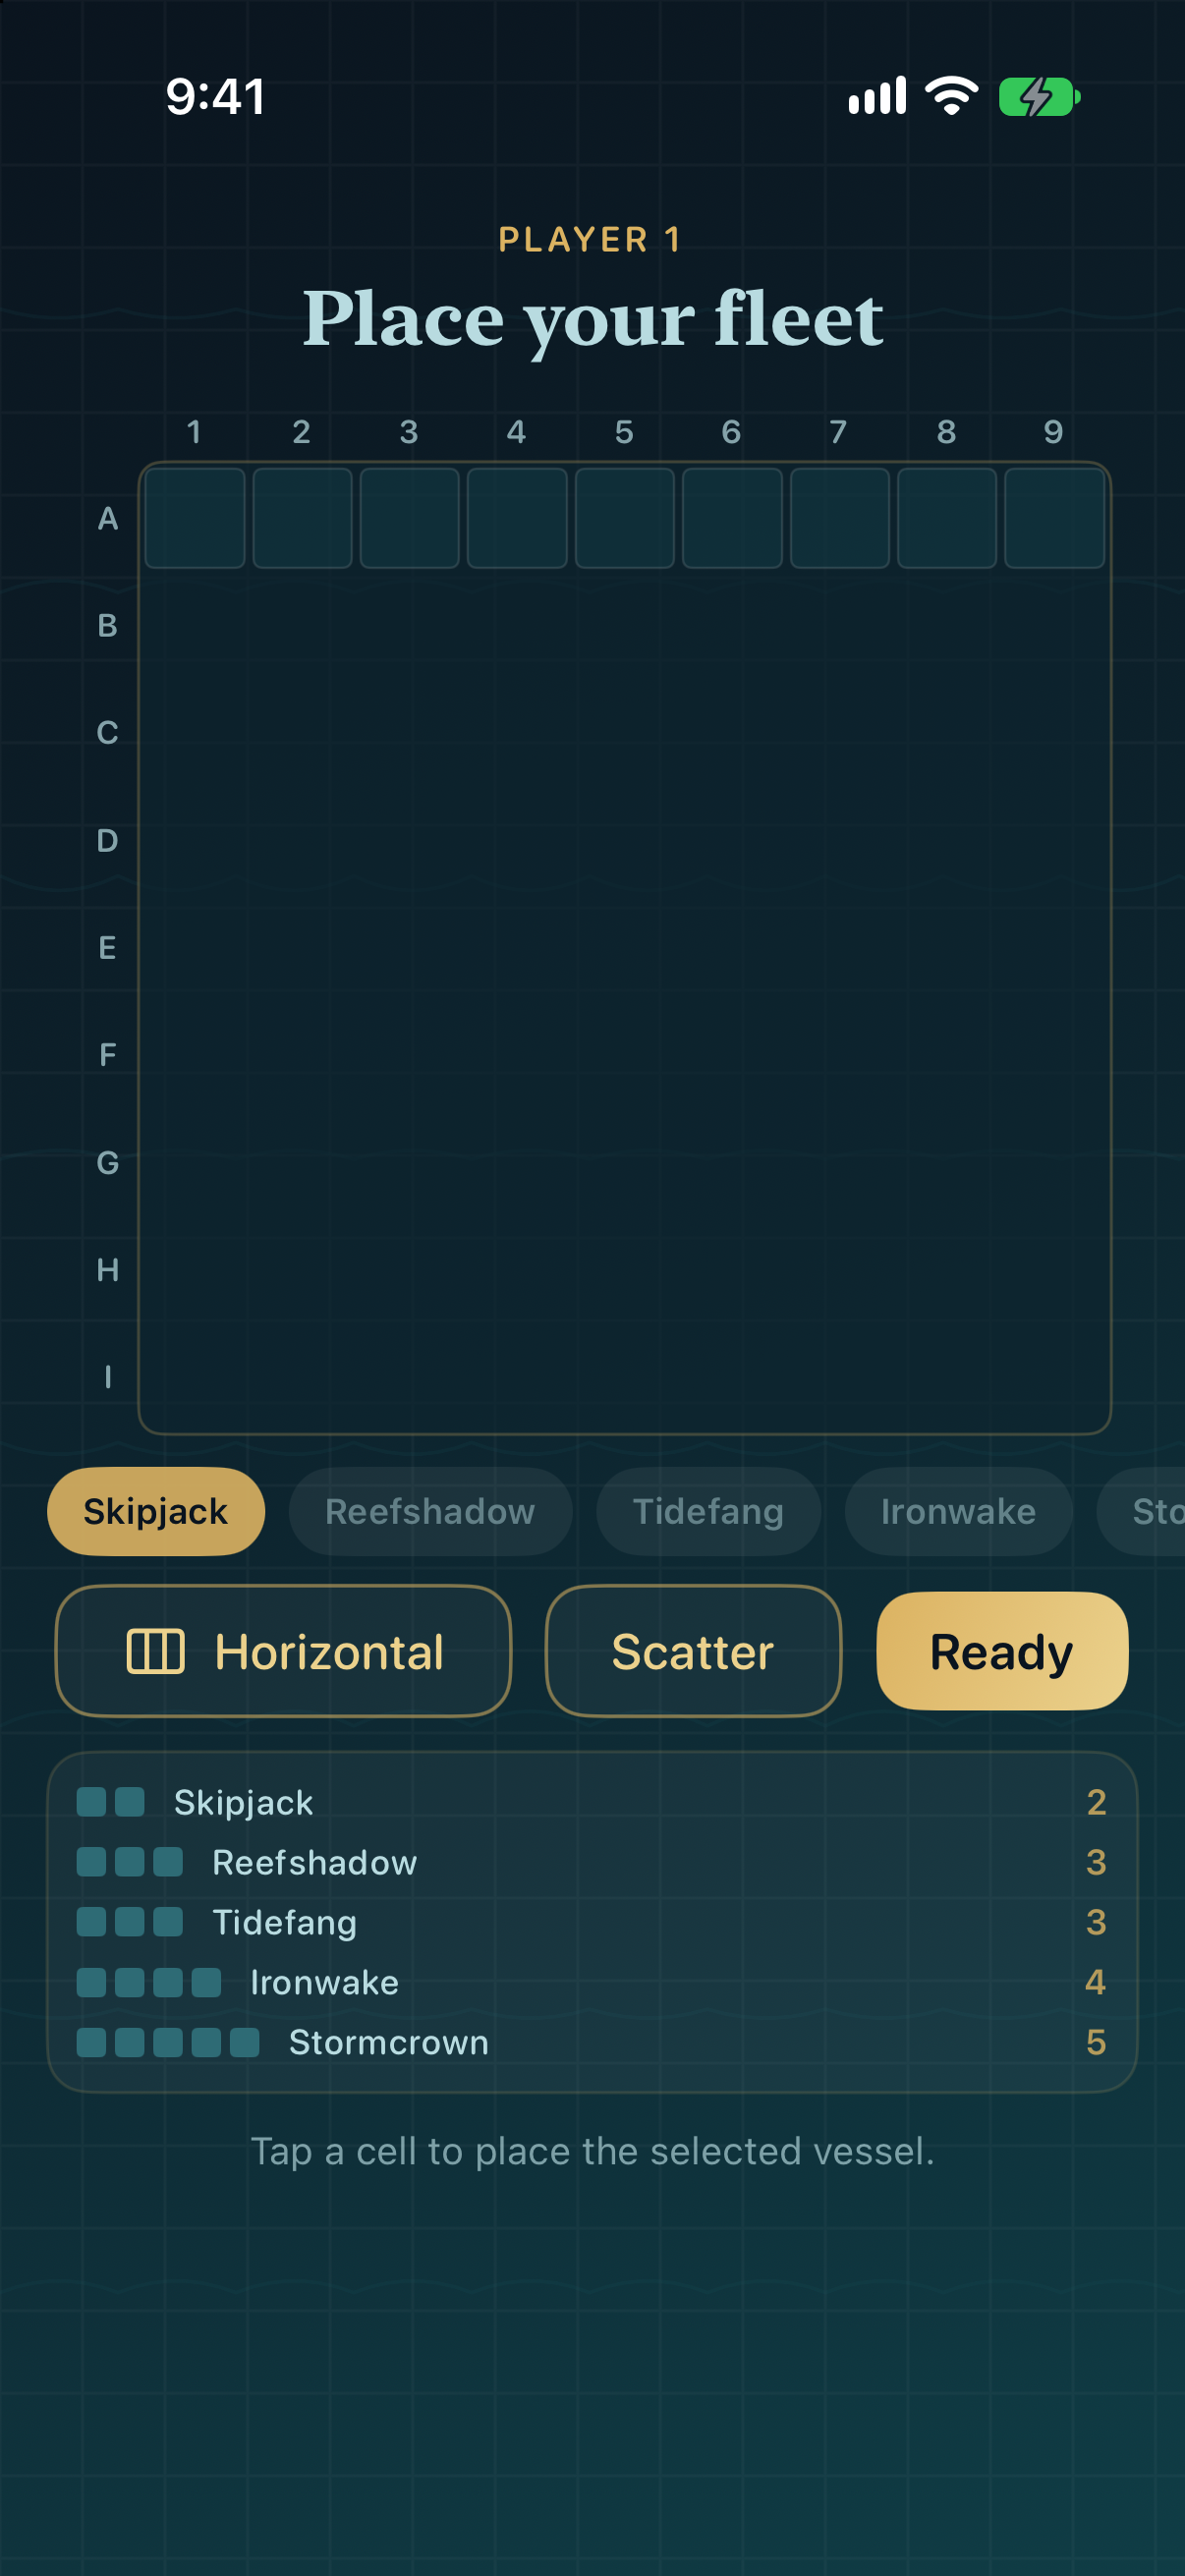 9:41
PLAYER 1
Place your fleet
1 2 3 4 5 6 7 8 9
A
B
C
D
E
F
G
H
I
Skipjack Reefshadow Tidefang Ironwake Sto
Horizontal Scatter Ready
Skipjack 2
Reefshadow 3
Tidefang 3
Ironwake 4
Stormcrown 5
Tap a cell to place the selected vessel.